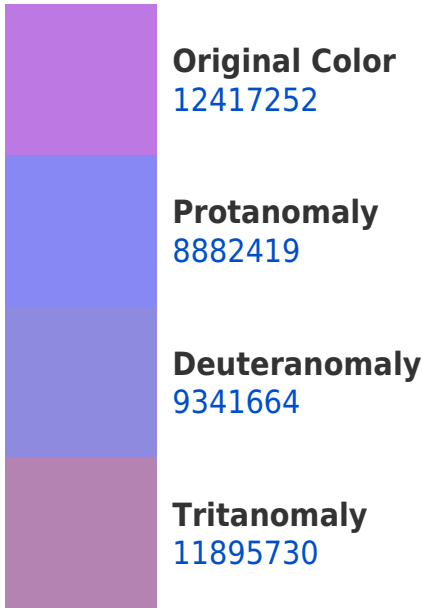 Original Color
12417252
Protanomaly
8882419
Deuteranomaly
9341664
Tritanomaly
11895730